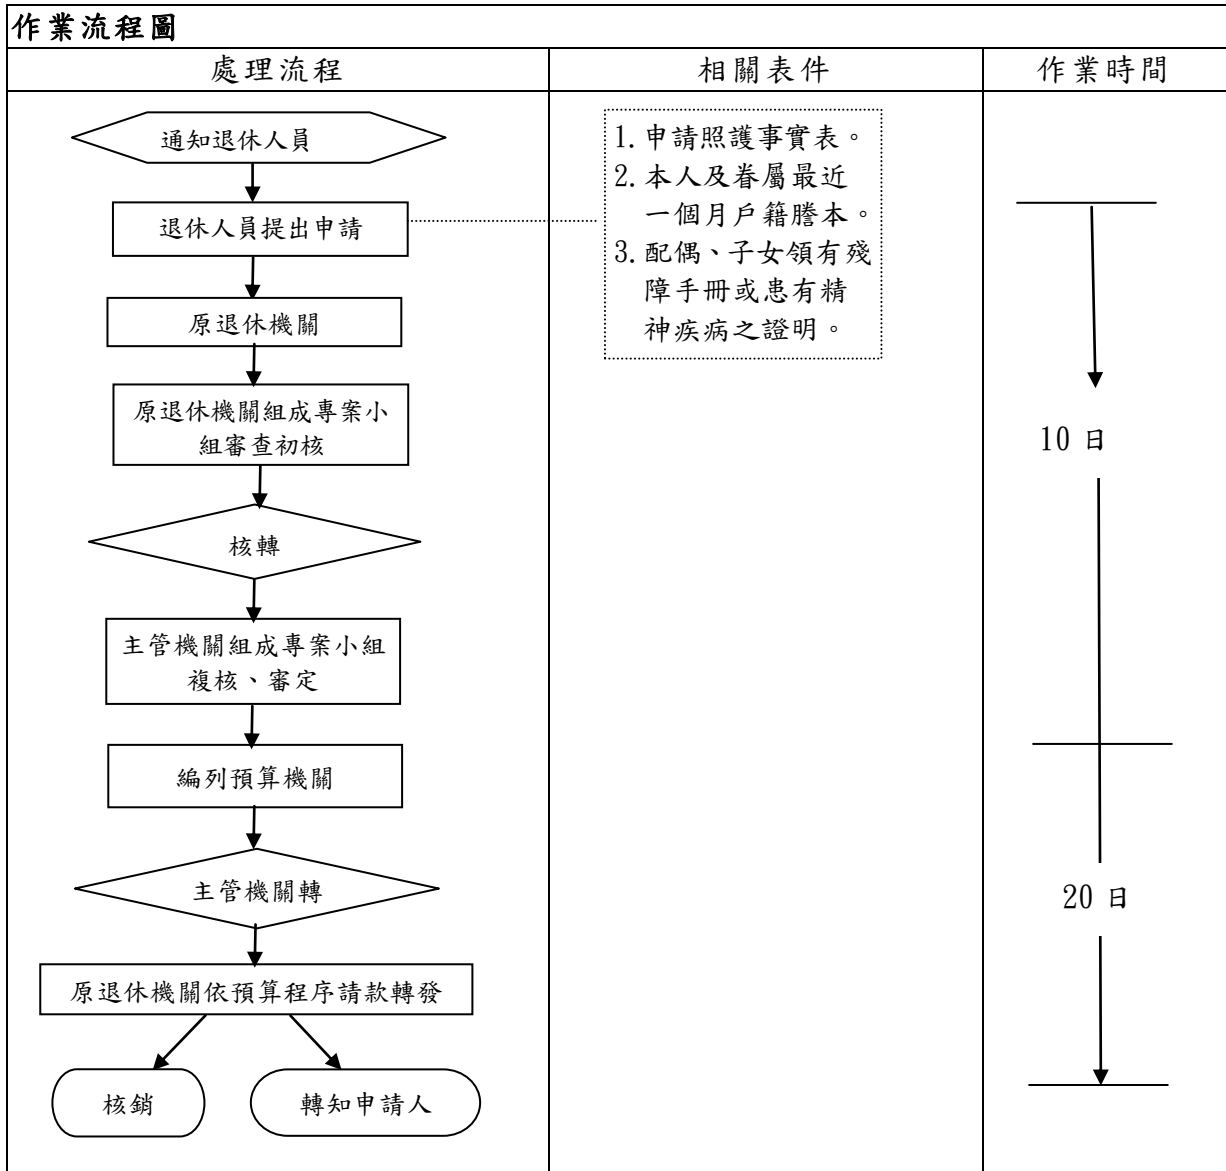 作業流程圖
處理流程
相關表件
作業時間
通知退休人員
退休人員提出申請
原退休機關
原退休機關組成專案小
組審查初核
核轉
主管機關組成專案小組
複核、審定
編列預算機關
主管機關轉
原退休機關依預算程序請款轉發
核銷
轉知申請人
1.申請照護事實表。
2.本人及眷屬最近
一個月戶籍謄本。
3.配偶、子女領有殘
障手冊或患有精
神疾病之證明。
10 日
20 日